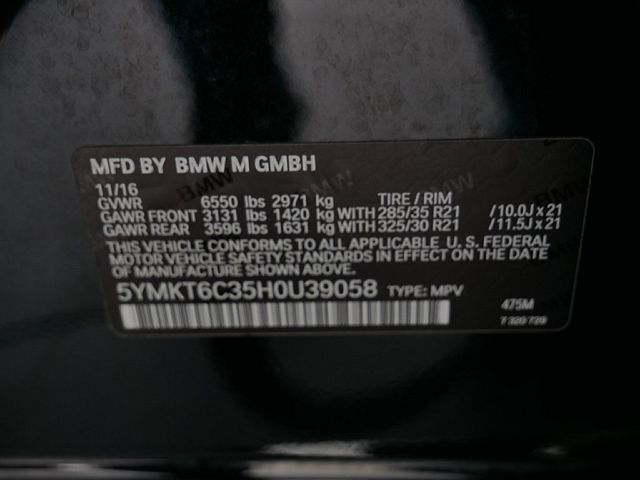 MFD BY BMW M GMBH
11/16
GVWR 6550 lbs 2971 kg TIRE / RIM
GAWR FRONT 3131 lbs 1420 kg WITH 285/35 R21 /10.0J x 21
GAWR REAR 3596 lbs 1631 kg WITH 325/30 R21 /11.5J x 21
THIS VEHICLE CONFORMS TO ALL APPLICABLE U. S. FEDERAL
MOTOR VEHICLE SAFETY STANDARDS IN EFFECT ON THE DATE
OF MANUFACTURE SHOWN ABOVE.
5YMKT6C35H0U39058 TYPE: MPV
475M
7 320 729